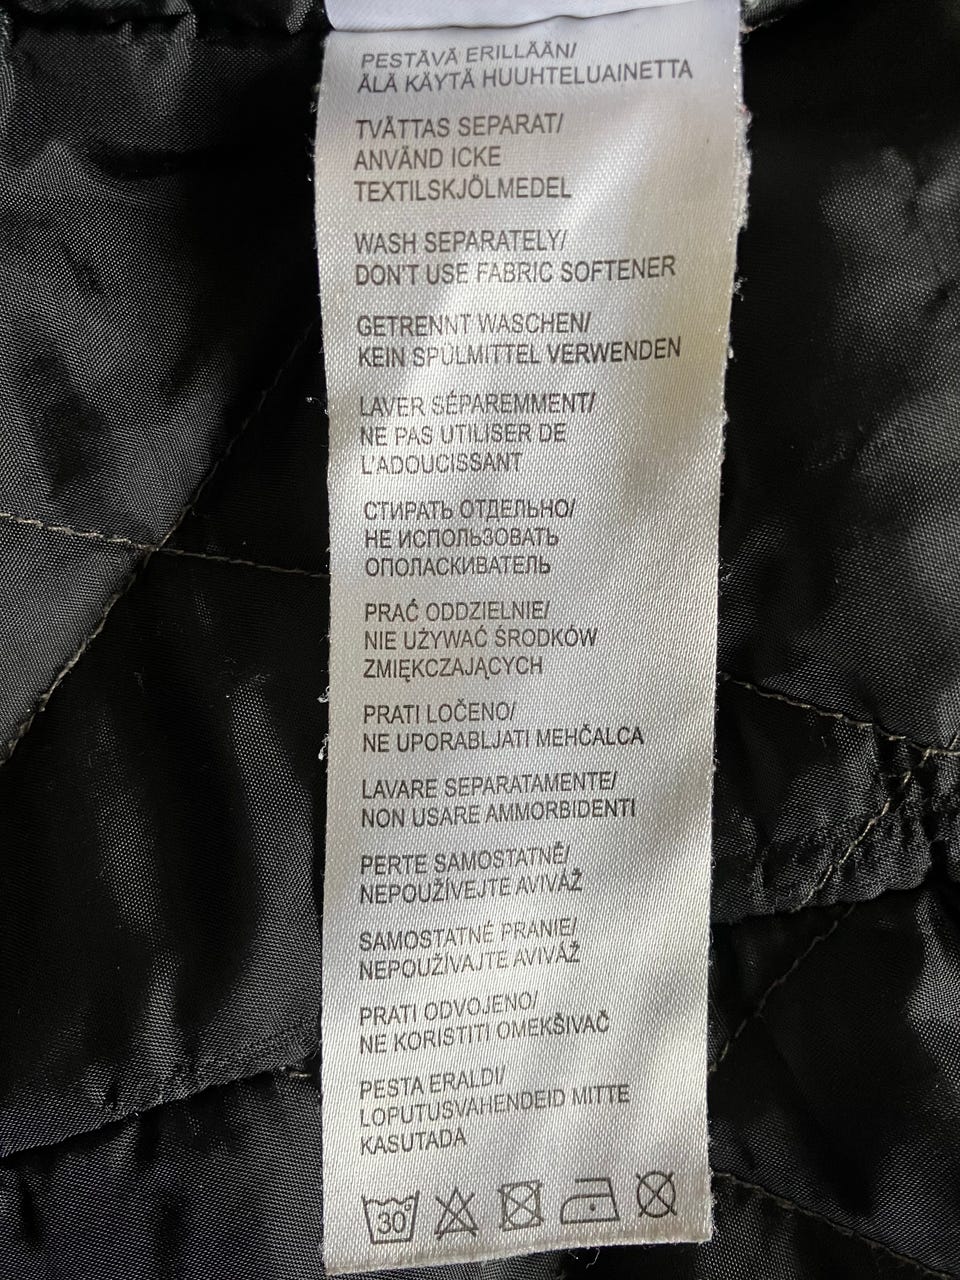 PESTÄVÄ ERILLÄÄN/
ÄLÄ KÄYTÄ HUUHTELUAINETTA
TVÄTTAS SEPARAT/
ANVÄND ICKE
TEXTILSKJÖLMEDEL
WASH SEPARATELY/
DON'T USE FABRIC SOFTENER
GETRENNT WASCHEN/
KEIN SPÜLMITTEL VERWENDEN
LAVER SÉPAREMMENT/
NE PAS UTILISER DE
L'ADOUCISSANT
СТИРАТЬ ОТДЕЛЬНО/
НЕ ИСПОЛЬЗОВАТЬ
ОПОЛАСКИВАТЕЛЬ
PRAĆ ODDZIELNIE/
NIE UŻYWAĆ ŚRODKÓW
ZMIĘKCZAJĄCYCH
PRATI LOČENO/
NE UPORABLJATI MEHČALCA
LAVARE SEPARATAMENTE/
NON USARE AMMORBIDENTI
PERTE SAMOSTATNĚ/
NEPOUŽÍVEJTE AVIVÁŽ
SAMOSTATNÉ PRANIE/
NEPOUŽÍVAJTE AVIVÁŽ
PRATI ODVOJENO/
NE KORISTITI OMEKŠIVAČ
PESTA ERALDI/
LOPUTUSVAHENDEID MITTE
KASUTADA
30°